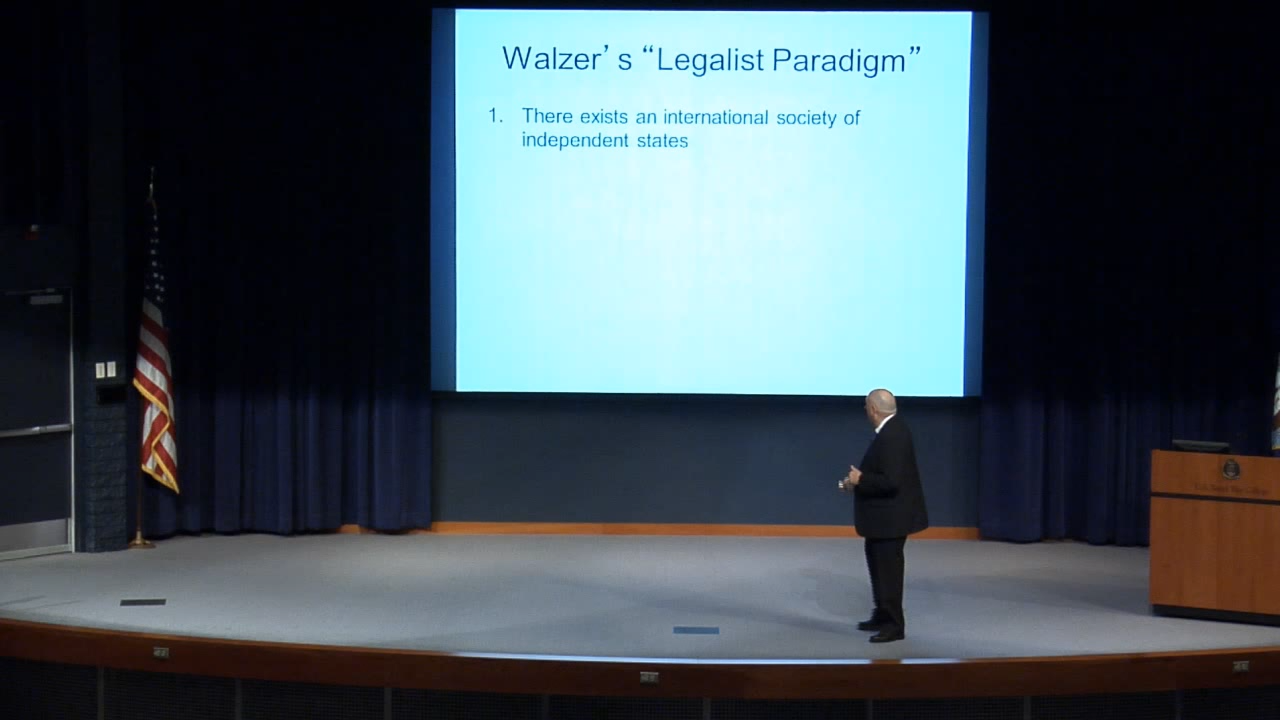 Walzer’s “Legalist Paradigm”
1. There exists an international society of
independent states